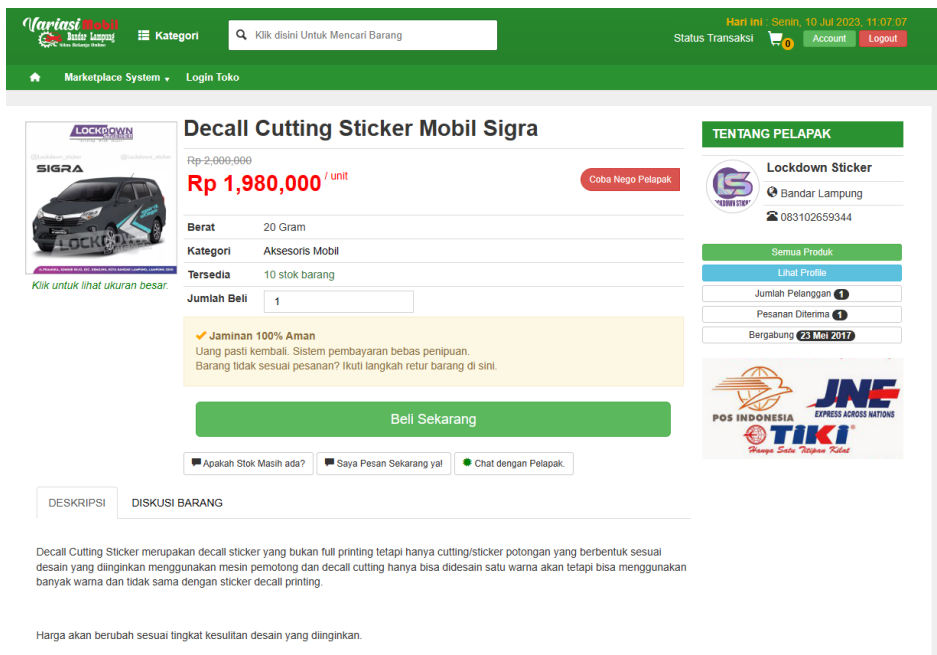 Variasi Mobil
Bandar Lampung
Situs Belanja Online
Kategori
Klik disini Untuk Mencari Barang
Hari ini : Senin, 10 Jul 2023, 11:07:07
Status Transaksi
0
Account
Logout
Marketplace System
Login Toko
LOCKDOWN
SIGRA
LOCKDOWN
Klik untuk lihat ukuran besar.
Decall Cutting Sticker Mobil Sigra
Rp 2,000,000
Rp 1,980,000 / unit
Coba Nego Pelapak
Berat 20 Gram
Kategori Aksesoris Mobil
Tersedia 10 stok barang
Jumlah Beli 1
Jaminan 100% Aman
Uang pasti kembali. Sistem pembayaran bebas penipuan.
Barang tidak sesuai pesanan? Ikuti langkah retur barang di sini.
Beli Sekarang
Apakah Stok Masih ada?
Saya Pesan Sekarang ya!
Chat dengan Pelapak.
TENTANG PELAPAK
Lockdown Sticker
Bandar Lampung
083102659344
Semua Produk
Lihat Profile
Jumlah Pelanggan 1
Pesanan Diterima 1
Bergabung 23 Mei 2017
POS INDONESIA
JNE
EXPRESS ACROSS NATIONS
TIKI
Hanya Satu Titipan Kilat
DESKRIPSI
DISKUSI BARANG
Decall Cutting Sticker merupakan decall sticker yang bukan full printing tetapi hanya cutting/sticker potongan yang berbentuk sesuai
desain yang diinginkan menggunakan mesin pemotong dan decall cutting hanya bisa didesain satu warna akan tetapi bisa menggunakan
banyak warna dan tidak sama dengan sticker decall printing.
Harga akan berubah sesuai tingkat kesulitan desain yang diinginkan.